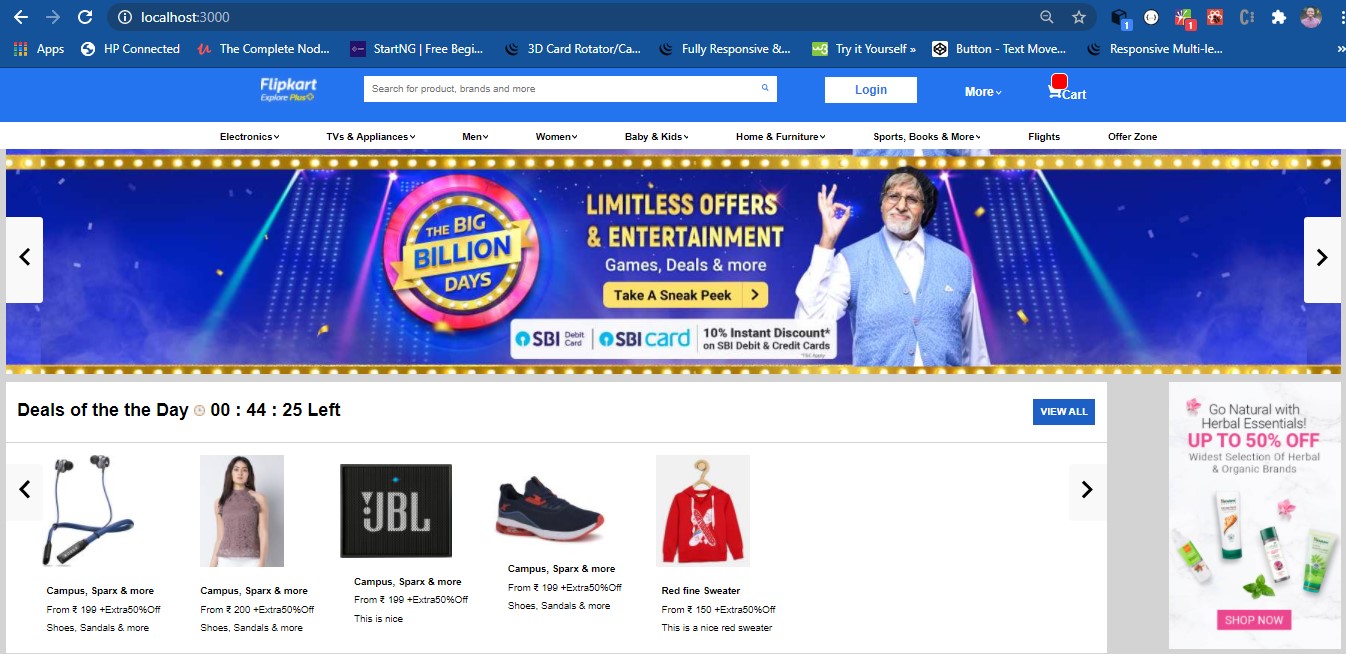 localhost:3000
1
1
Apps
HP Connected
The Complete Nod...
StartNG | Free Begi...
3D Card Rotator/Ca...
Fully Responsive &...
Try it Yourself »
Button - Text Move...
Responsive Multi-le...
»
Flipkart
Explore Plus
Search for product, brands and more
Login
More
Cart
Electronics
TVs & Appliances
Men
Women
Baby & Kids
Home & Furniture
Sports, Books & More
Flights
Offer Zone
THE BIG
BILLION
DAYS
LIMITLESS OFFERS
& ENTERTAINMENT
Games, Deals & more
Take A Sneak Peek
SBI Debit Card
SBI card
10% Instant Discount*
on SBI Debit & Credit Cards
*T&C Apply
Deals of the the Day 00 : 44 : 25 Left
VIEW ALL
JBL
Campus, Sparx & more
From ₹ 199 +Extra50%Off
Shoes, Sandals & more
Campus, Sparx & more
From ₹ 200 +Extra50%Off
Shoes, Sandals & more
Campus, Sparx & more
From ₹ 199 +Extra50%Off
This is nice
Campus, Sparx & more
From ₹ 199 +Extra50%Off
Shoes, Sandals & more
Red fine Sweater
From ₹ 150 +Extra50%Off
This is a nice red sweater
Go Natural with
Herbal Essentials!
UP TO 50% OFF
Widest Selection Of Herbal
& Organic Brands
SHOP NOW